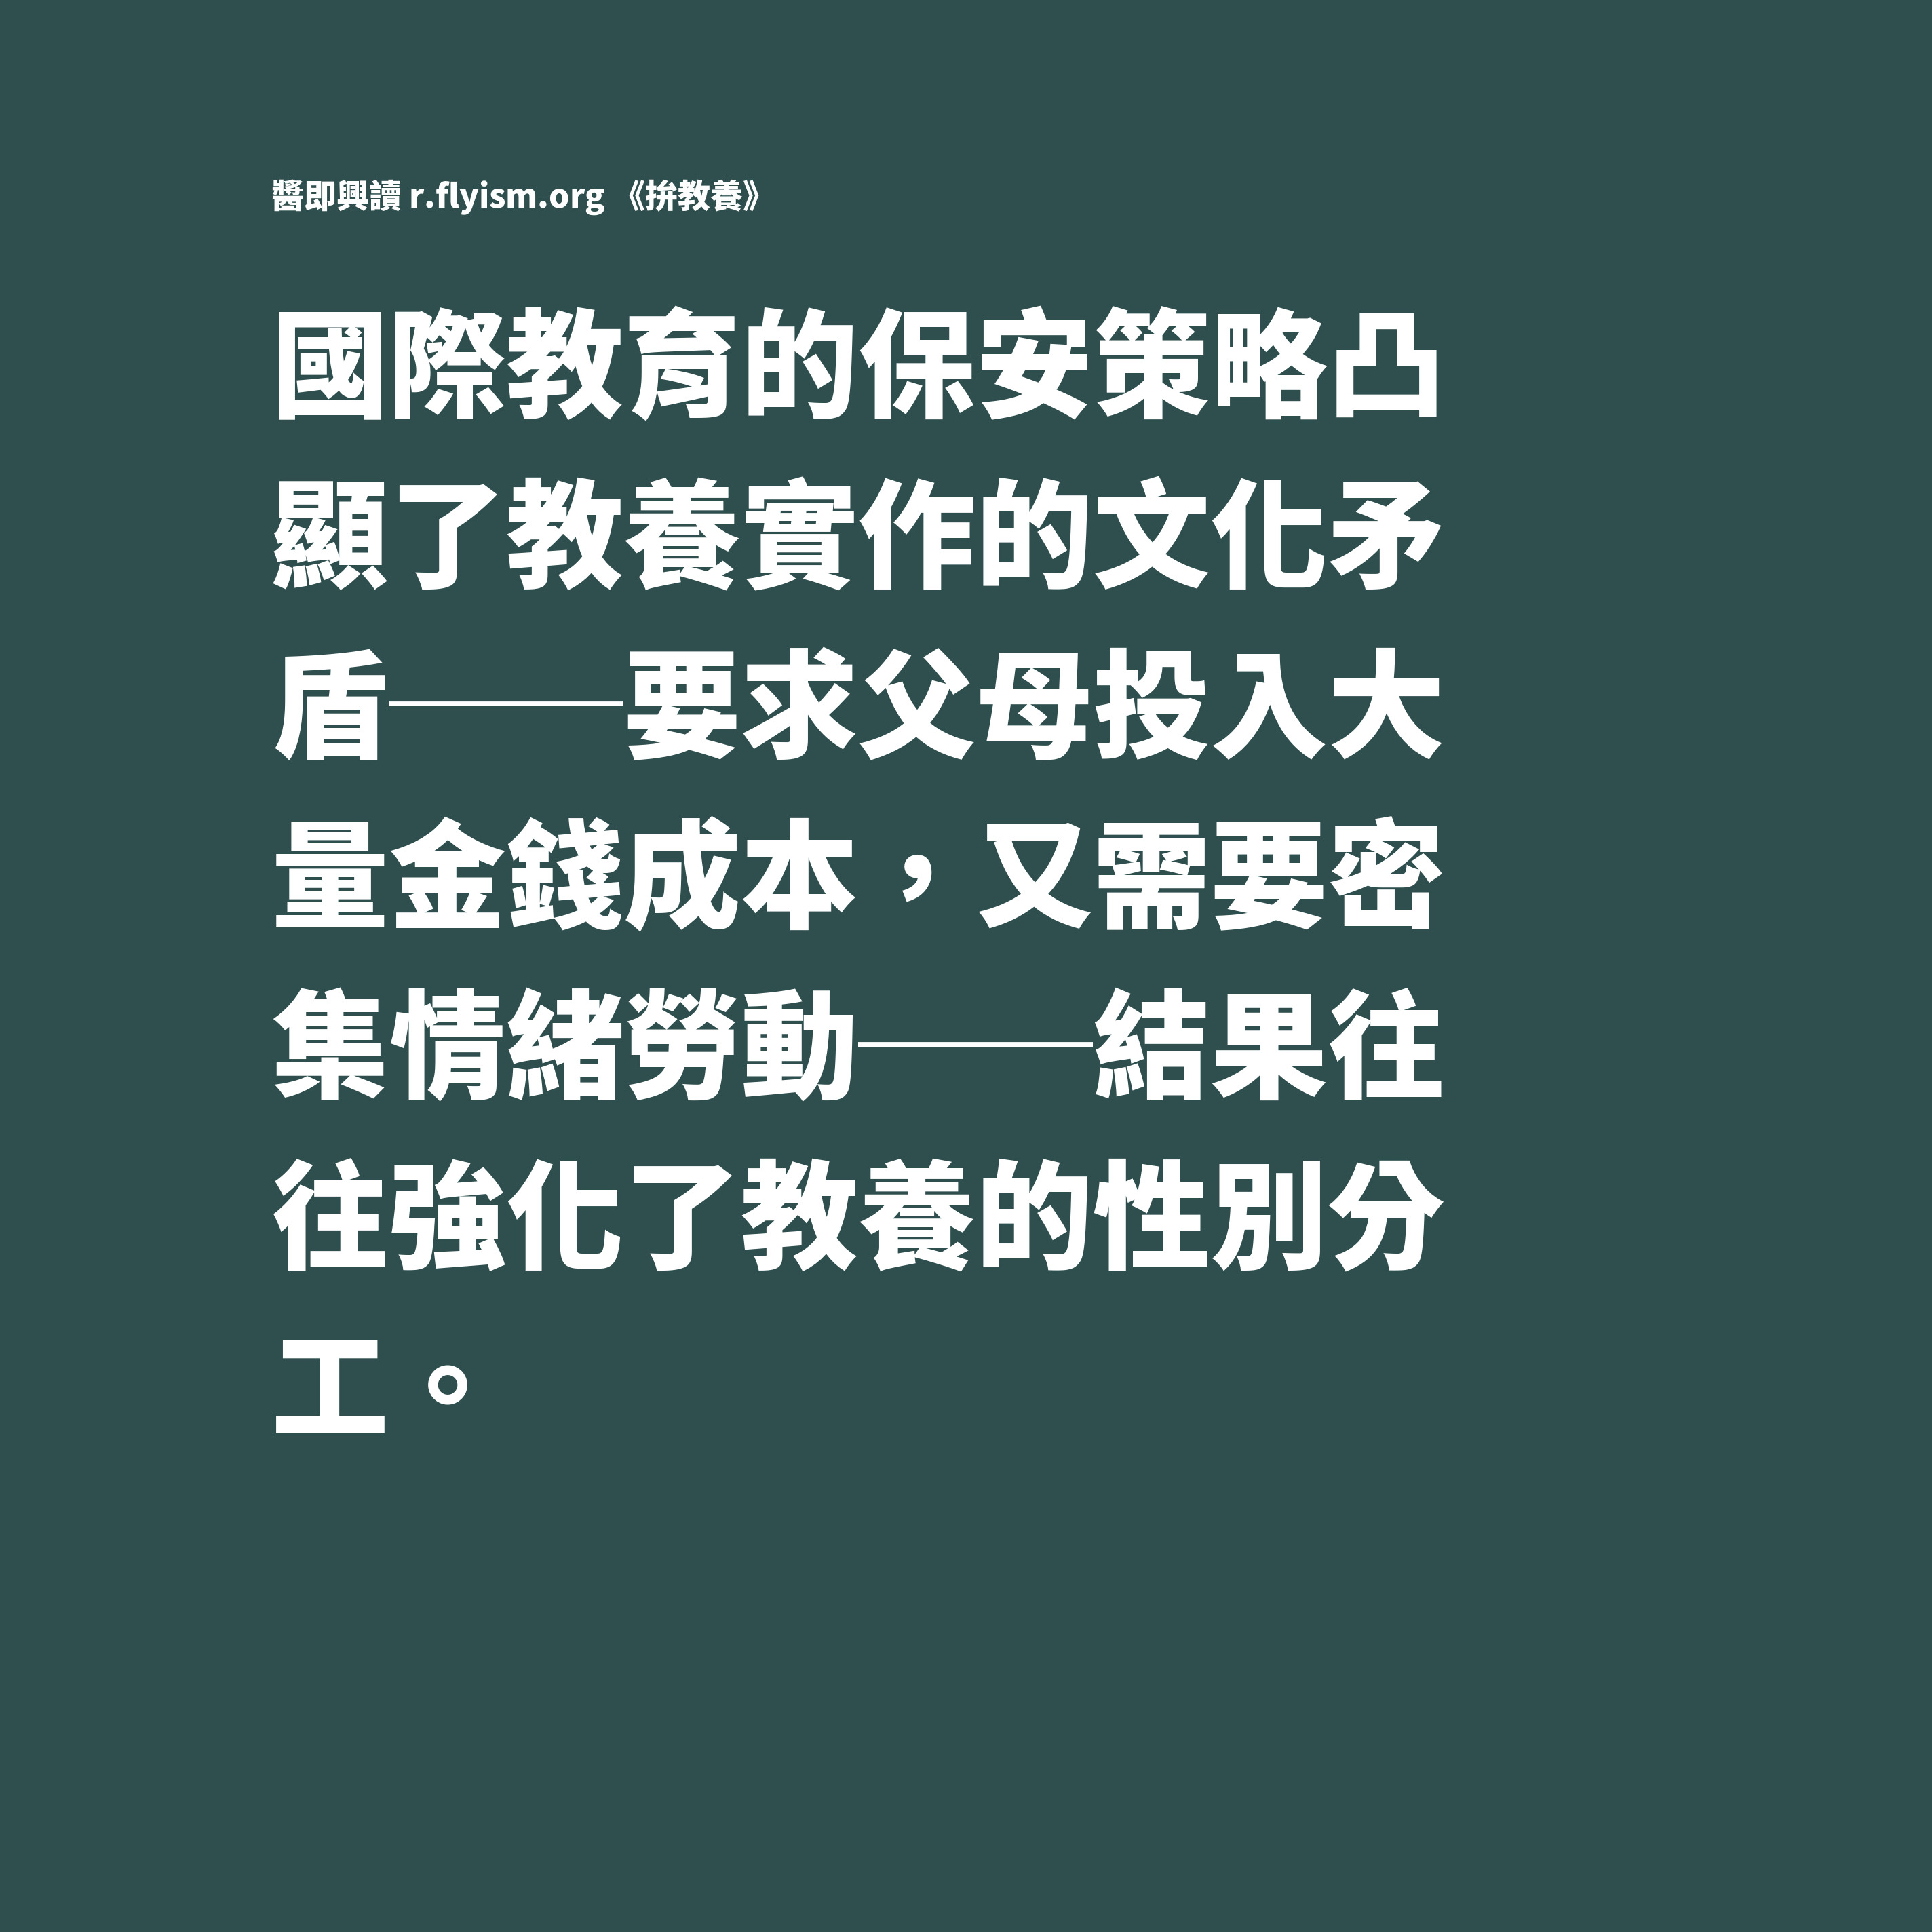 醬即興賣 r.flyism.org 《拚教養》
國際教育的保安策略凸
顯了教養實作的文化矛
盾——要求父母投入大
量金錢成本，又需要密
集情緒勞動——結果往
往強化了教養的性別分
工。